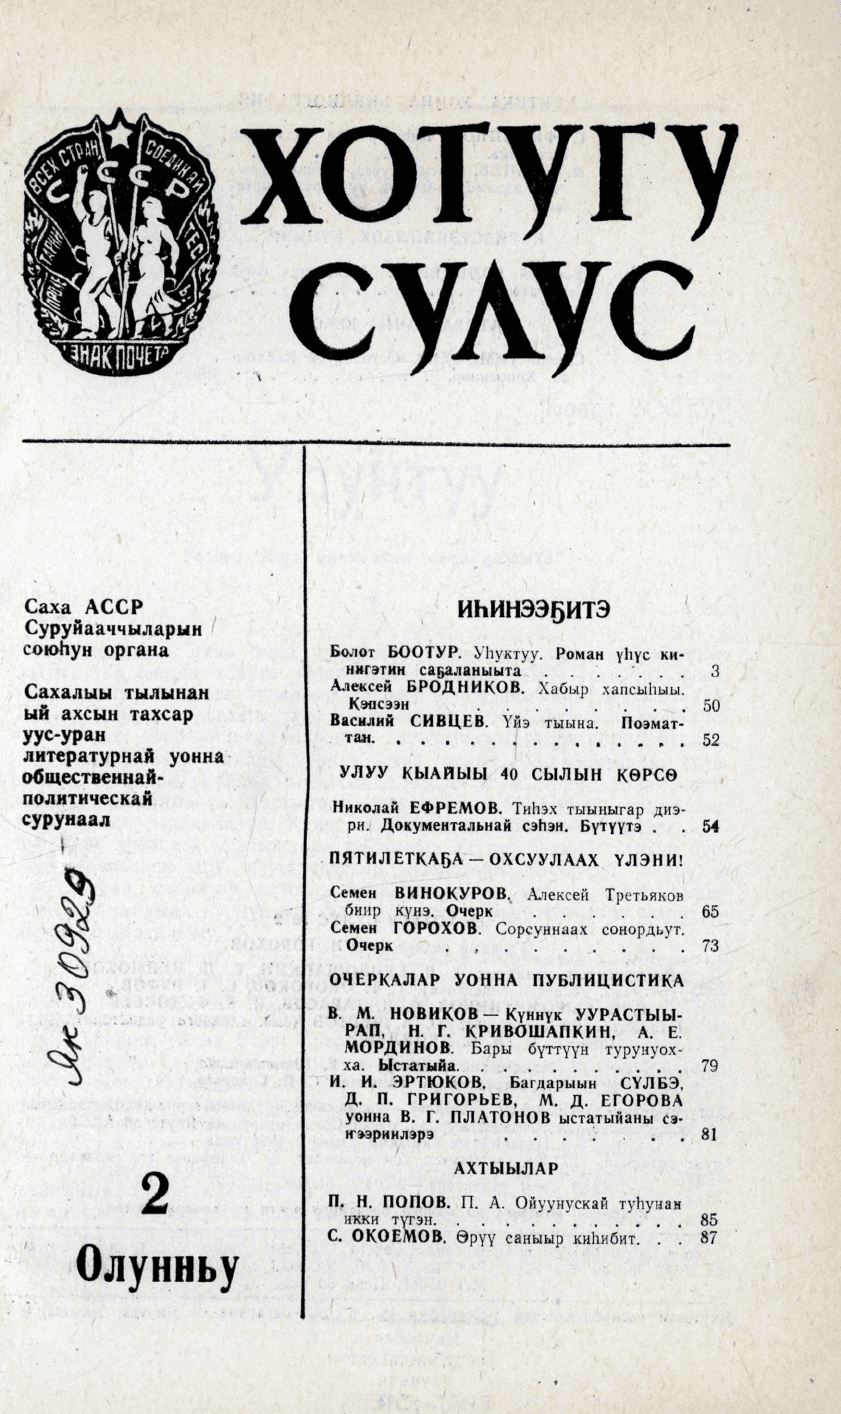 ВСЕХ СТРАН, СОЕДИНЯЙТЕСЬ
СССР
ПРОЛЕТАРИИ
ЗНАК ПОЧЕТА
ХОТУГУ
СУЛУС
Саха АССР
Суруйааччыларын
союһун органа
Сахалыы тылынан
ый ахсын тахсар
уус-уран
литературнай уонна
общественнай-
политическай
сурунаал
Як 30929
2
Олунньу
ИҺИНЭЭҔИТЭ
Болот БООТУР. Уһуктуу. Роман үһүс ки-
нигэтин саҕаланыыта . . . . . . . 3
Алексей БРОДНИКОВ. Хабыр хапсыһыы.
Кэпсээн . . . . . . . . 50
Василий СИВЦЕВ. Үйэ тыына. Поэмат-
тан. . . . . . . . . . . . . 52
УЛУУ ҚЫАЙЫЫ 40 СЫЛЫН ҚӨРСӨ
Николай ЕФРЕМОВ. Тиһэх тыыныгар диэ-
ри. Документальнай сэһэн. Бүтүүтэ . . 54
ПЯТИЛЕТКАҔА — ОХСУУЛААХ ҮЛЭНИ!
Семен ВИНОКУРОВ. Алексей Третьяков
биир күнэ. Очерк . . . . . . 65
Семен ГОРОХОВ. Сорсуннаах сонордьут.
Очерк . . . . . . . . . 73
ОЧЕРКАЛАР УОННА ПУБЛИЦИСТИКА
В. М. НОВИКОВ — Күннүк УУРАСТЫЫ-
РАП, Н. Г. КРИВОШАПКИН, А. Е.
МОРДИНОВ. Бары бүттүүн турунуох-
ха. Ыстатыйа. . . . . . . . . . 79
И. И. ЭРТЮКОВ, Багдарыын СҮЛБЭ,
Д. П. ГРИГОРЬЕВ, М. Д. ЕГОРОВА
уонна В. Г. ПЛАТОНОВ ыстатыйаны сэ-
ҥээриилэрэ . . . . . . . 81
АХТЫЫЛАР
П. Н. ПОПОВ. П. А. Ойуунускай туһунан
икки түгэн. . . . . . . . . . . 85
С. ОКОЕМОВ. Өрүү саныыр киһибит. . . 87